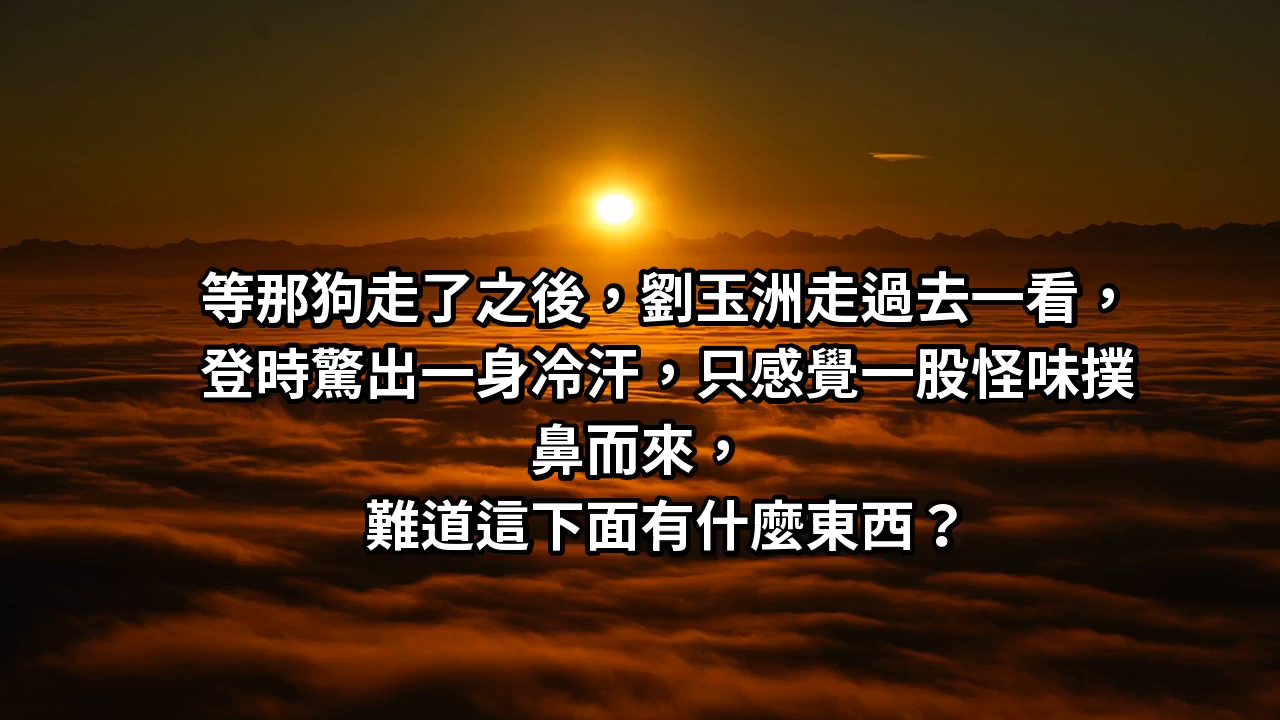 等那狗走了之後，劉玉洲走過去一看，
登時驚出一身冷汗，只感覺一股怪味撲
鼻而來，
難道這下面有什麼東西？